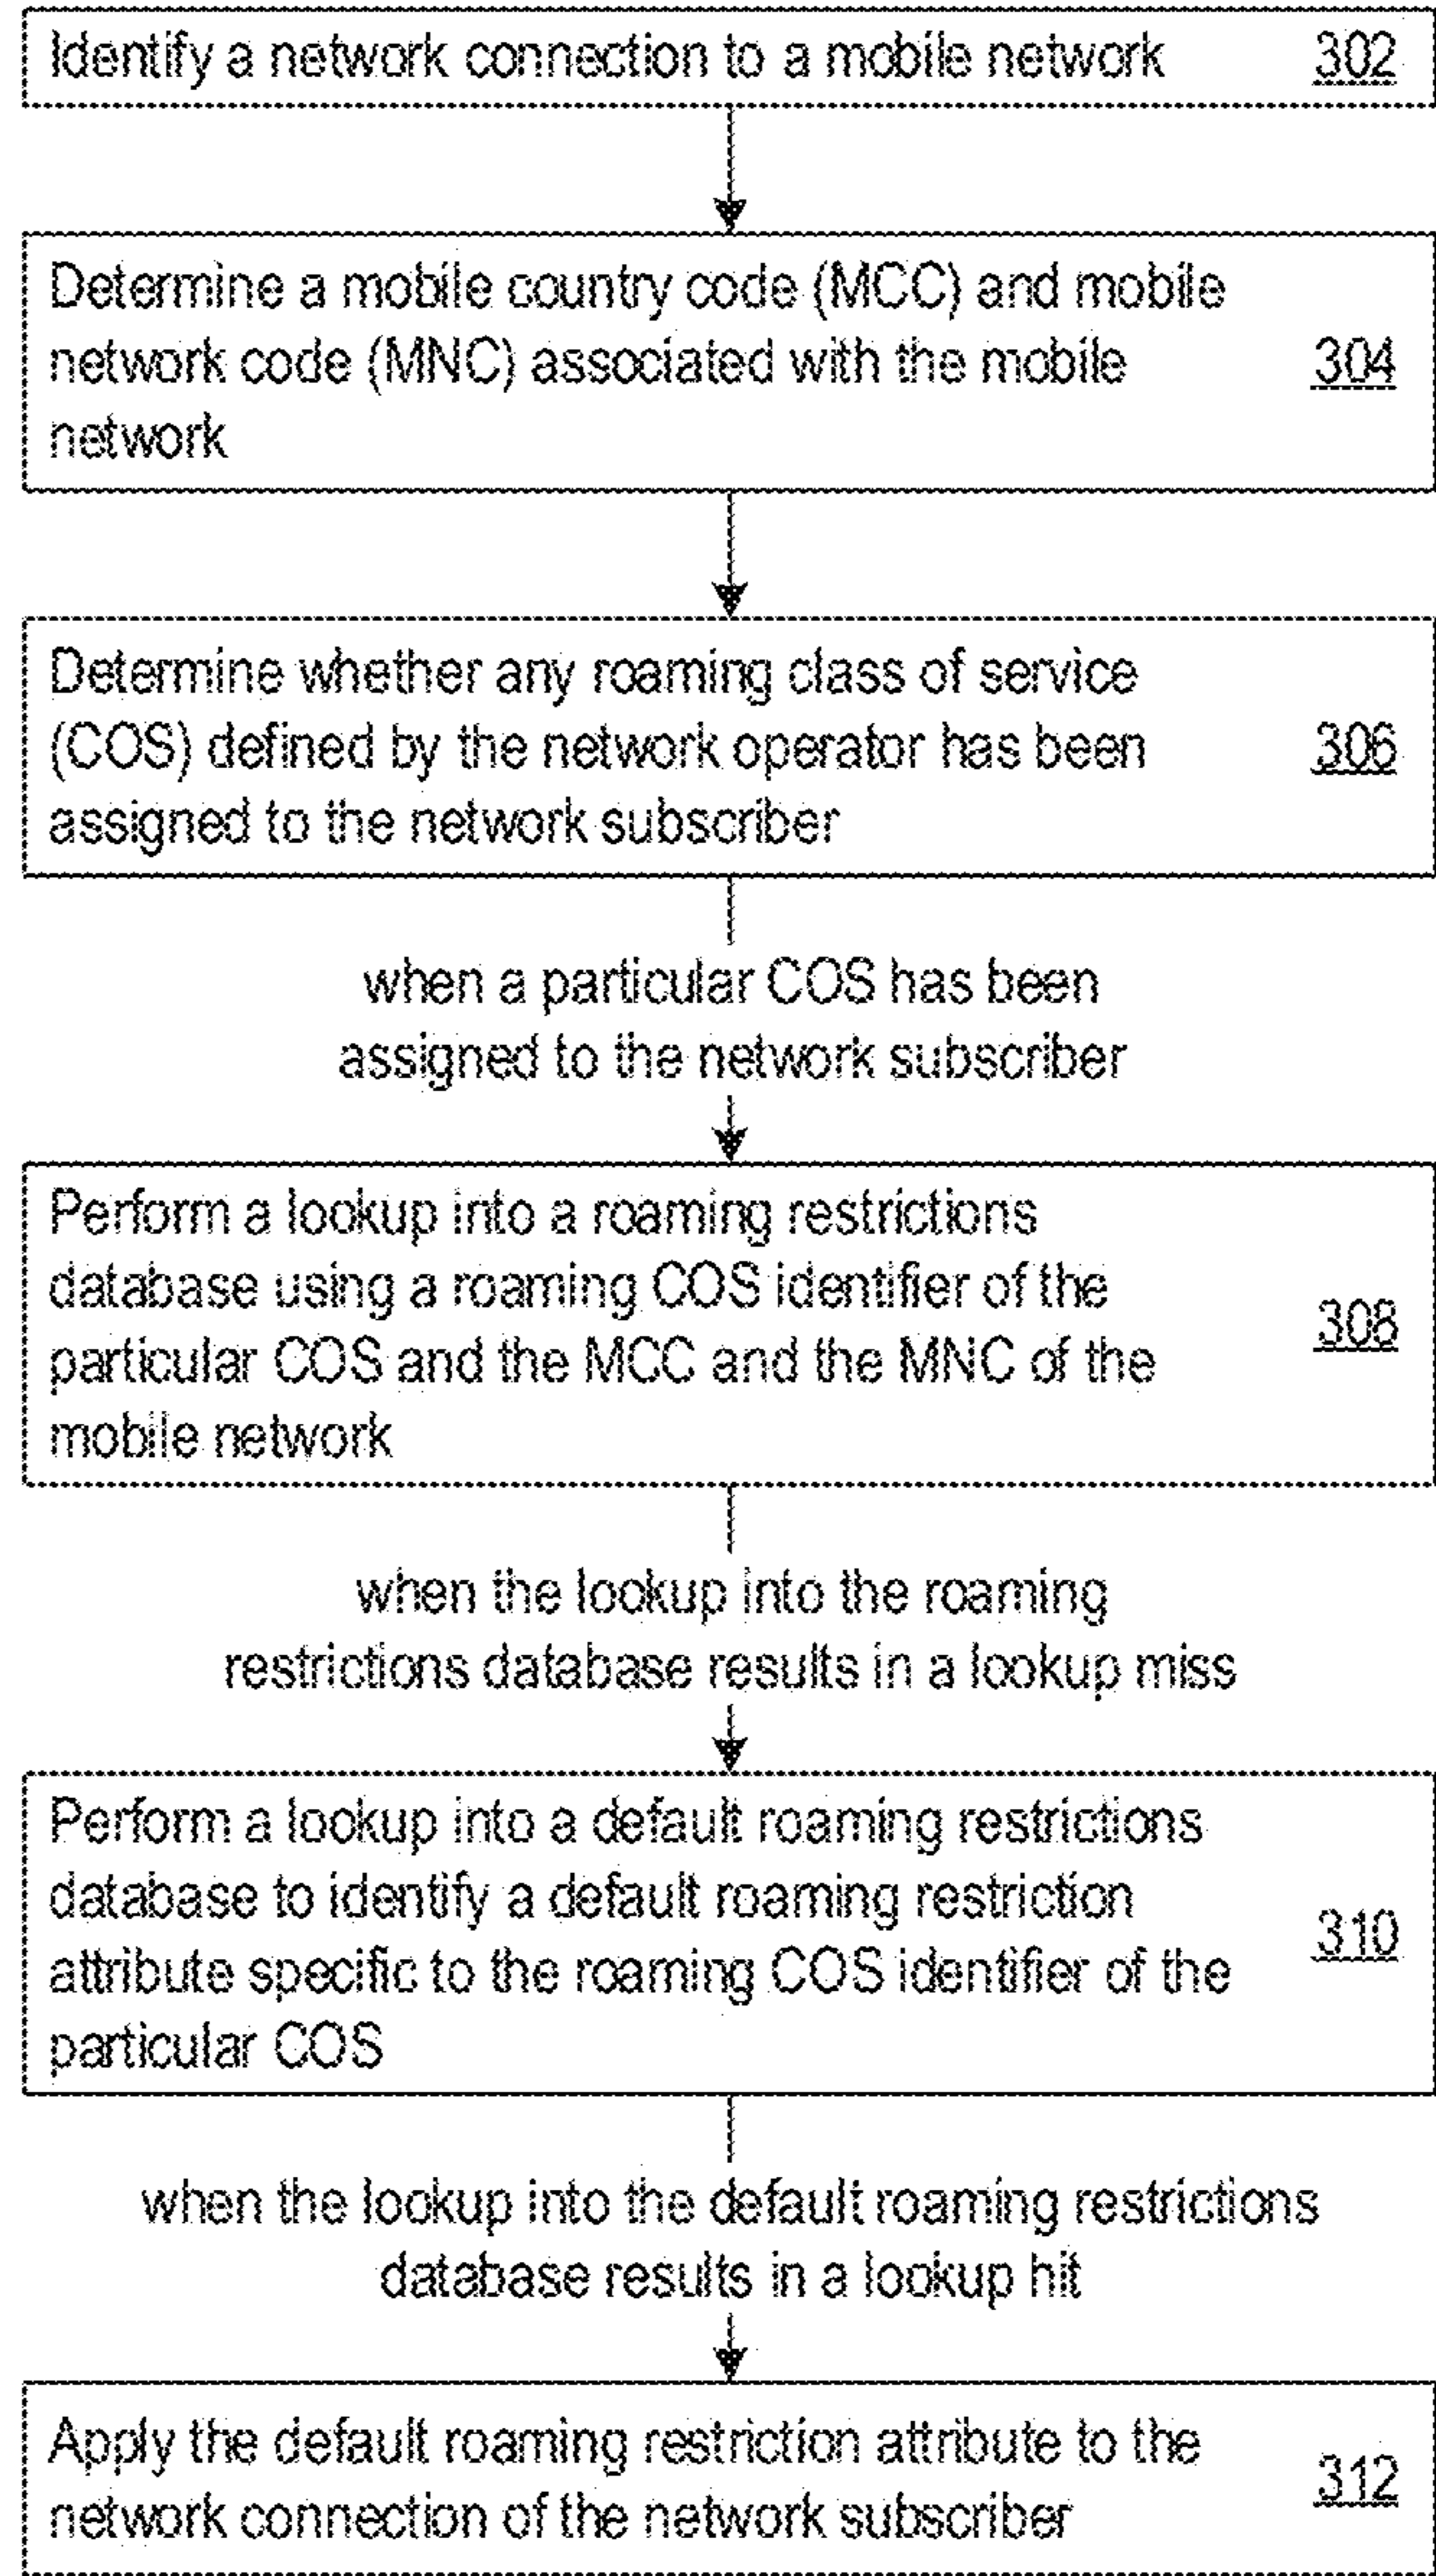 Identify a network connection to a mobile network 302
Determine a mobile country code (MCC) and mobile
network code (MNC) associated with the mobile 304
network
Determine whether any roaming class of service
(COS) defined by the network operator has been 306
assigned to the network subscriber
when a particular COS has been
assigned to the network subscriber
Perform a lookup into a roaming restrictions
database using a roaming COS identifier of the
308
particular COS and the MCC and the MNC of the
mobile network
when the lookup into the roaming
restrictions database results in a lookup miss
Perform a lookup into a default roaming restrictions
database to identify a default roaming restriction
310
attribute specific to the roaming COS identifier of the
particular COS
when the lookup into the default roaming restrictions
database results in a lookup hit
Apply the default roaming restriction attribute to the
312
network connection of the network subscriber